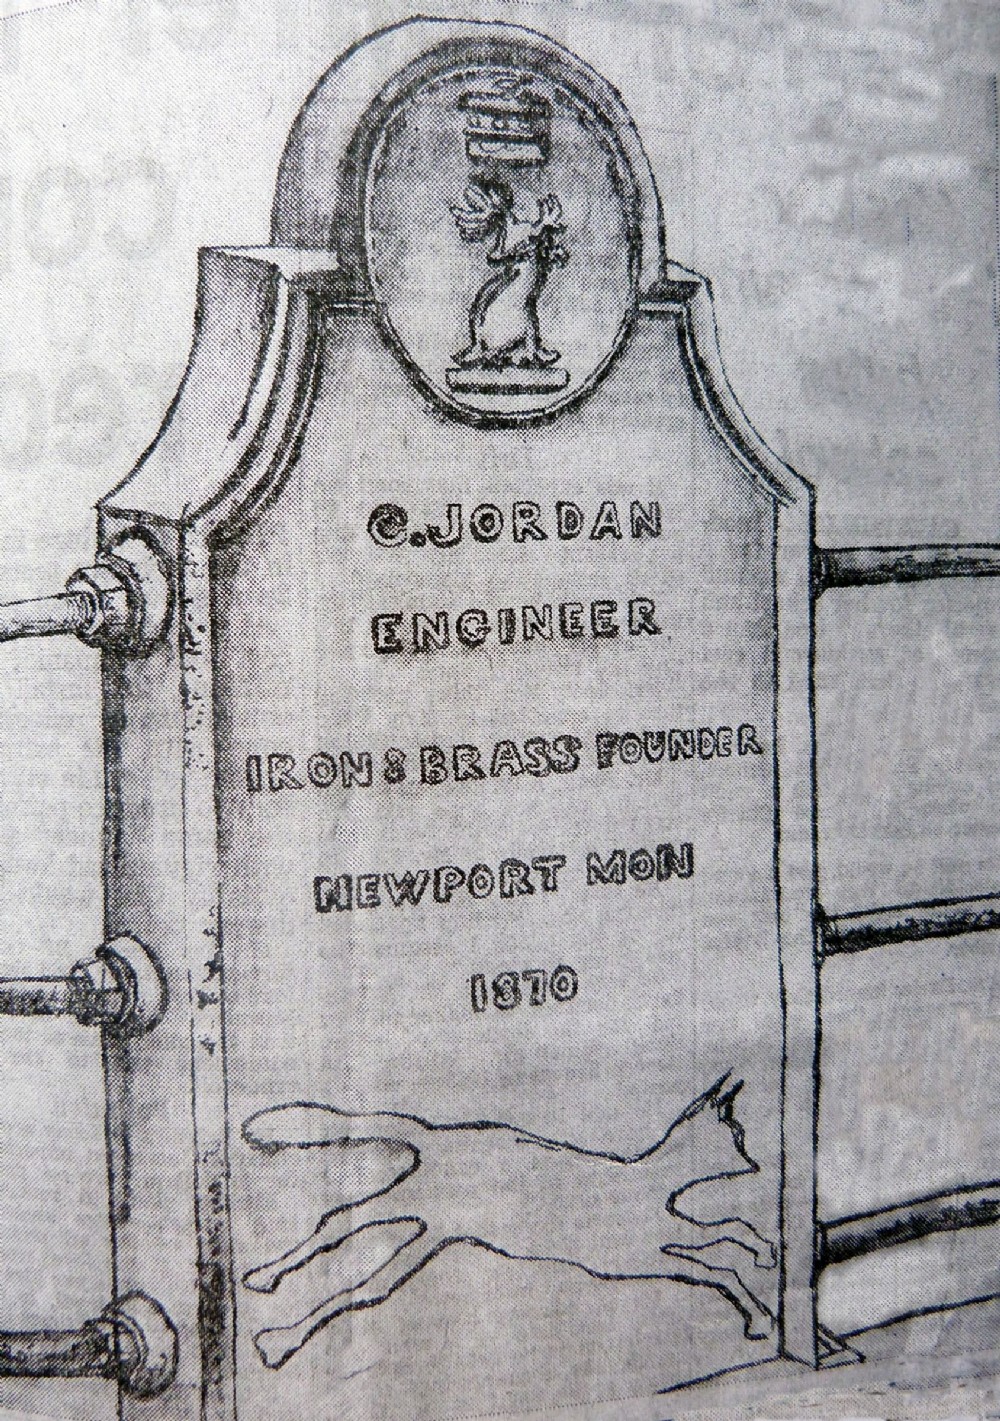 C. JORDAN
ENGINEER
IRON & BRASS FOUNDER
NEWPORT MON
1870